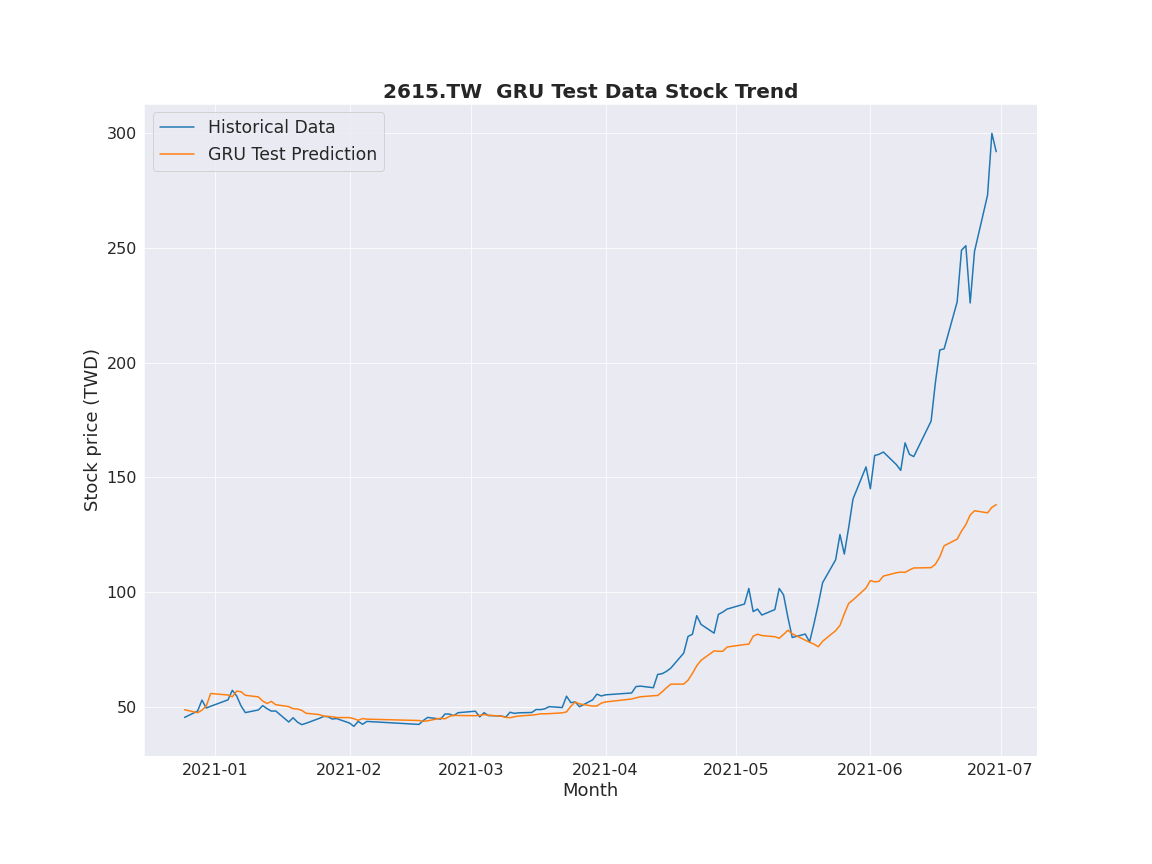 2615.TW  GRU Test Data Stock Trend
Historical Data
GRU Test Prediction
300
250
200
150
100
50
Stock price (TWD)
2021-01
2021-02
2021-03
2021-04
2021-05
2021-06
2021-07
Month